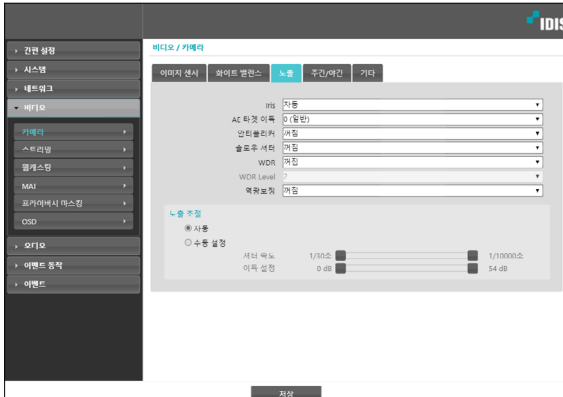 IDIS
비디오 / 카메라
간편 설정
시스템
네트워크
비디오
카메라
스트리밍
웹캐스팅
MAT
프라이버시 마스킹
OSD
오디오
이벤트 동작
이벤트
이미지 센서 화이트 밸런스 노출 주간/야간 기타
Iris 자동
AE 타겟 이득 0 (일반)
안티플리커 꺼짐
슬로우 셔터 꺼짐
WDR 꺼짐
WDR Level 2
역광보정 꺼짐
노출 조절
자동
수동 설정
셔터 속도 1/30초 1/10000초
이득 설정 0 dB 54 dB
저장